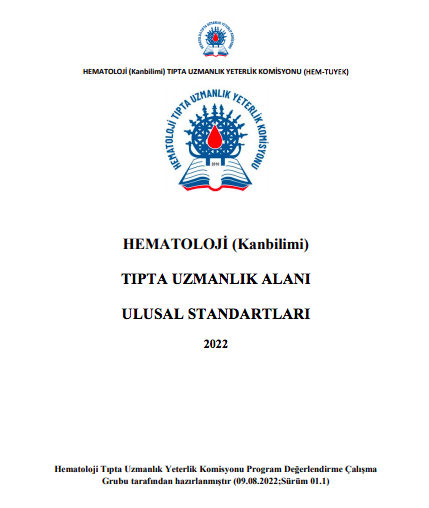 HEMATOLOJİ (Kanbilimi) TIPTA UZMANLIK YETERLİK KOMİSYONU (HEM-TUYEK)
HEMATOLOJİ TIPTA UZMANLIK YETERLİK KOMİSYONU
2010
HEMATOLOJİ (Kanbilimi)
TIPTA UZMANLIK ALANI
ULUSAL STANDARTLARI
2022
Hematoloji Tıpta Uzmanlık Yeterlik Komisyonu Program Değerlendirme Çalışma
Grubu tarafından hazırlanmıştır (09.08.2022;Sürüm 01.1)